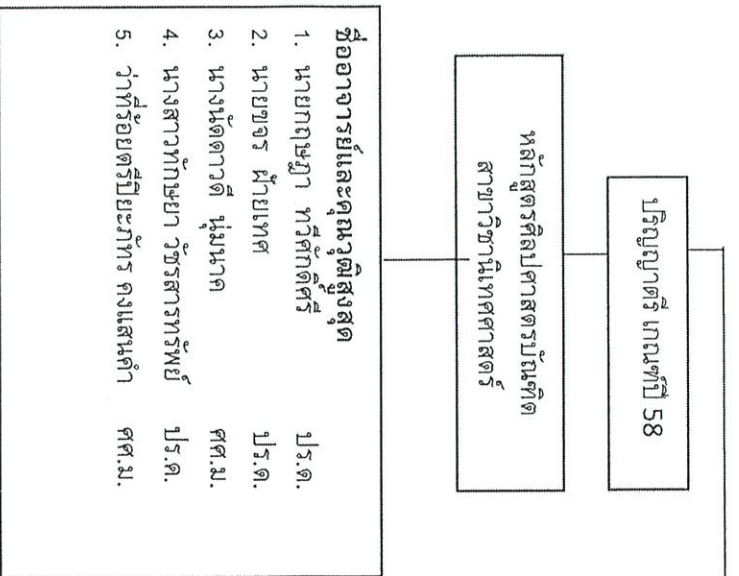 ปริญญาตรี เกณฑ์ปี 58
หลักสูตรศิลปศาสตรบัณฑิต
สาขาวิชานิเทศศาสตร์
ชื่ออาจารย์และคุณวุฒิสูงสุด
1. นายกฤษฎา ทวีศักดิ์ศรี ปร.ด.
2. นายขจร ฝ้ายเทศ ปร.ด.
3. นางนัดดาวดี นุ่มนาค ศศ.ม.
4. นางสาวทักษยา วัชรสารทรัพย์ ปร.ด.
5. ว่าที่ร้อยตรีปิยะภัทร คงแสนคำ ศศ.ม.